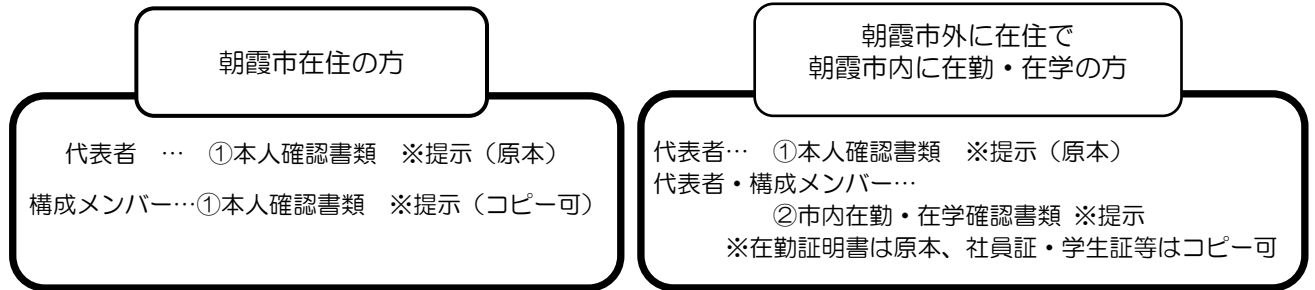 朝霞市在住の方
代表者 … ①本人確認書類 ※提示（原本）
構成メンバー…①本人確認書類 ※提示（コピー可）
朝霞市外に在住で
朝霞市内に在勤・在学の方
代表者… ①本人確認書類 ※提示（原本）
代表者・構成メンバー…
②市内在勤・在学確認書類 ※提示
※在勤証明書は原本、社員証・学生証等はコピー可